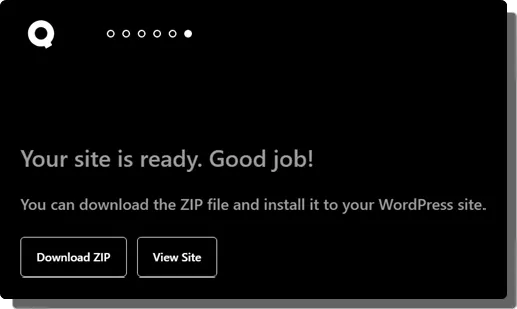 Your site is ready. Good job!
You can download the ZIP file and install it to your WordPress site.
Download ZIP
View Site